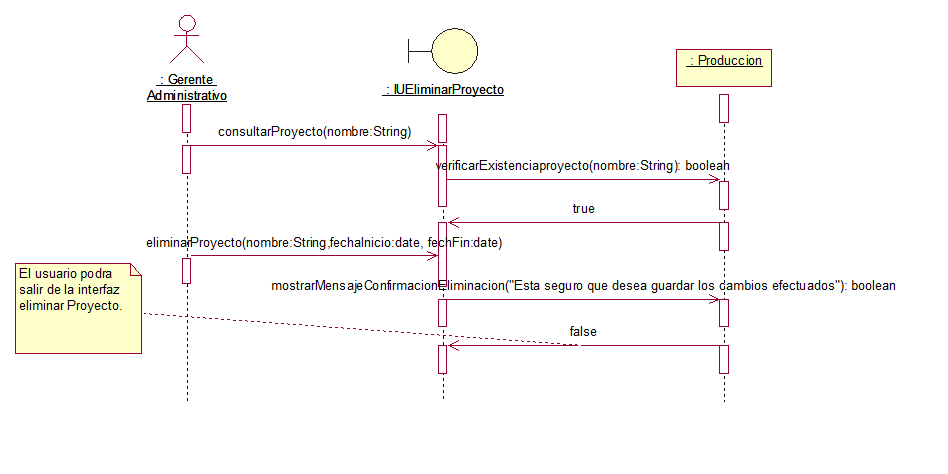 : Gerente
Administrativo
: IUEliminarProyecto
: Produccion
consultarProyecto(nombre:String)
verificarExistenciaproyecto(nombre:String): boolean
true
eliminarProyecto(nombre:String,fechaInicio:date, fechFin:date)
El usuario podra
salir de la interfaz
eliminar Proyecto.
mostrarMensajeConfirmacionEliminacion("Esta seguro que desea guardar los cambios efectuados"): boolean
false